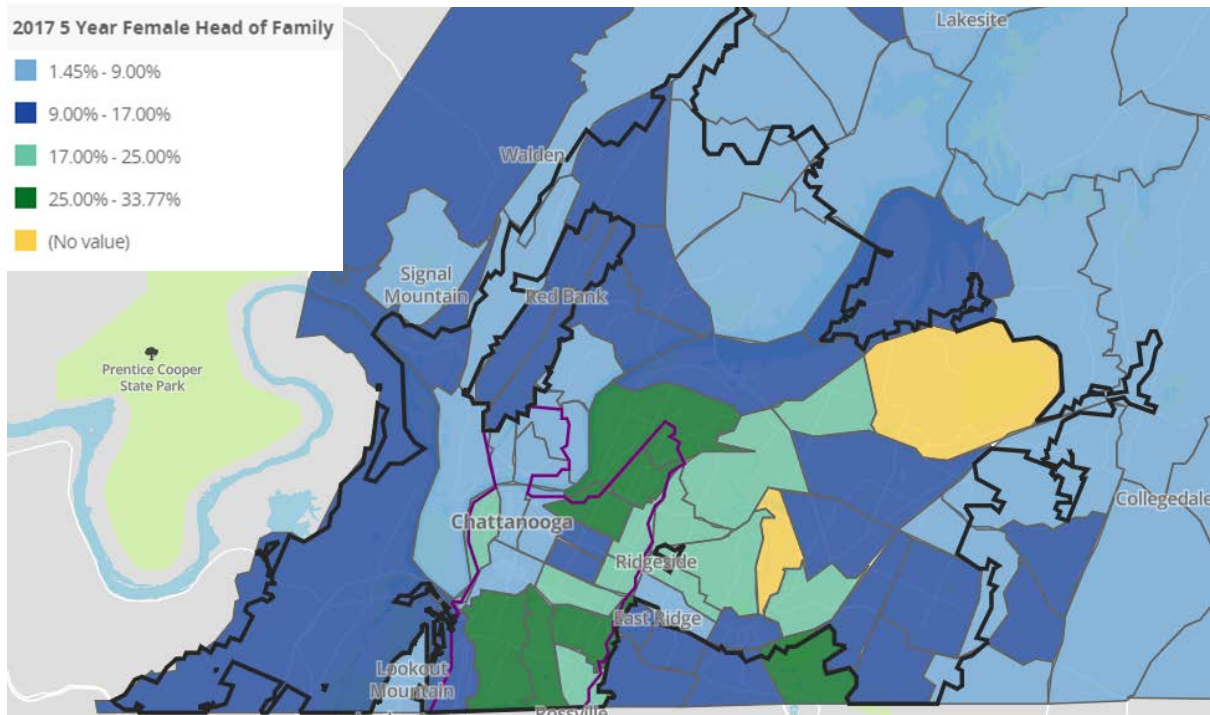 2017 5 Year Female Head of Family
1.45% - 9.00%
9.00% - 17.00%
17.00% - 25.00%
25.00% - 33.77%
(No value)
Lakesite
Walden
Signal
Mountain
Red Bank
Prentice Cooper
State Park
Chattanooga
Collegedale
Ridgeside
East Ridge
Lookout
Mountain
Rossville